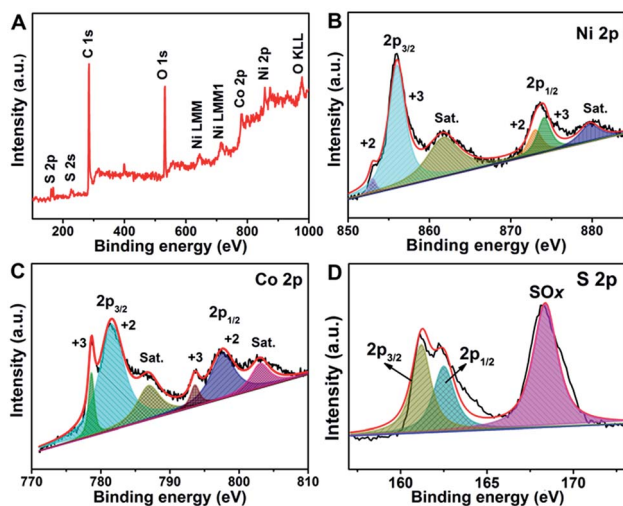 A
C 1s
O 1s
S 2p
S 2s
Ni LMM
Ni LMM1
Co 2p
Ni 2p
O KLL
Intensity (a.u.)
200 400 600 800 1000
Binding energy (eV)
B
Ni 2p
2p3/2
+3
+2
Sat.
2p1/2
+2
+3
Sat.
Intensity (a.u.)
850 860 870 880
Binding energy (eV)
C
Co 2p
2p3/2
+3
+2
Sat.
2p1/2
+3
+2
Sat.
Intensity (a.u.)
770 780 790 800 810
Binding energy (eV)
D
S 2p
SOx
2p3/2
2p1/2
Intensity (a.u.)
160 165 170
Binding energy (eV)